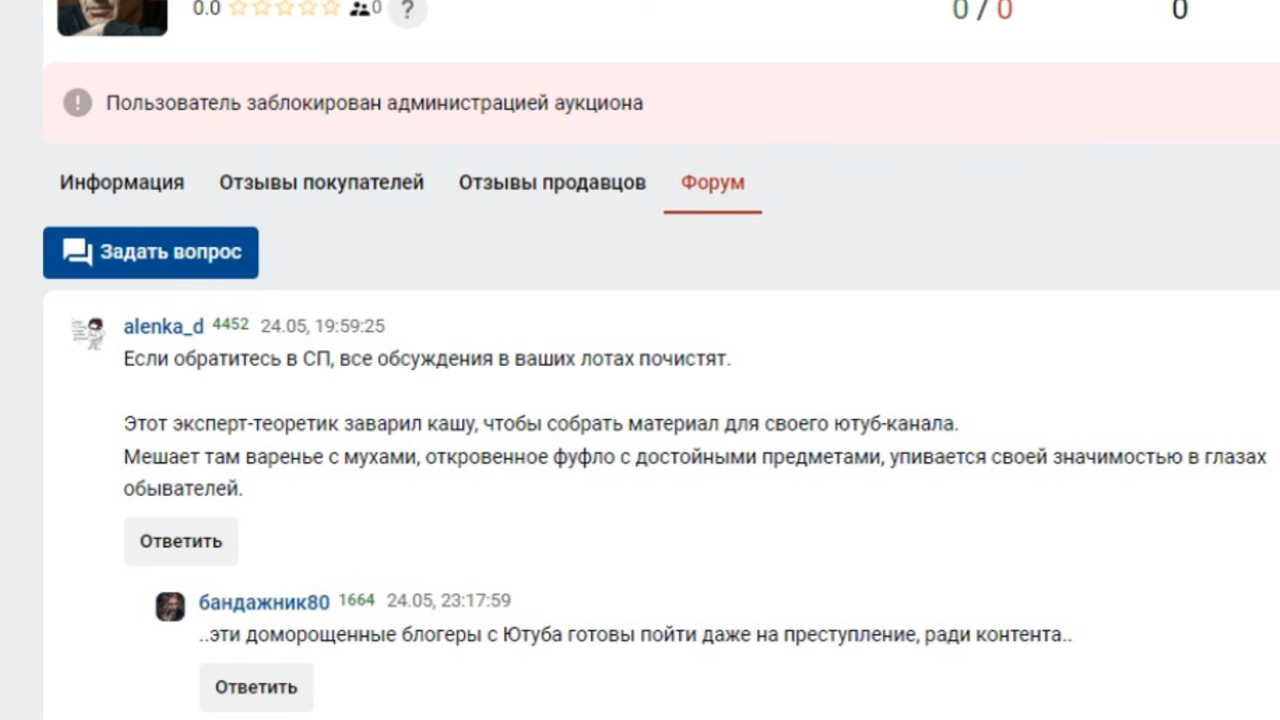 0.0 0 ? 0 / 0 0
Пользователь заблокирован администрацией аукциона
Информация Отзывы покупателей Отзывы продавцов Форум
Задать вопрос
alenka_d 4452 24.05, 19:59:25
Если обратитесь в СП, все обсуждения в ваших лотах почистят.
Этот эксперт-теоретик заварил кашу, чтобы собрать материал для своего ютуб-канала.
Мешает там варенье с мухами, откровенное фуфло с достойными предметами, упивается своей значимостью в глазах
обывателей.
Ответить
бандажник80 1664 24.05, 23:17:59
..эти доморощенные блогеры с Ютуба готовы пойти даже на преступление, ради контента..
Ответить